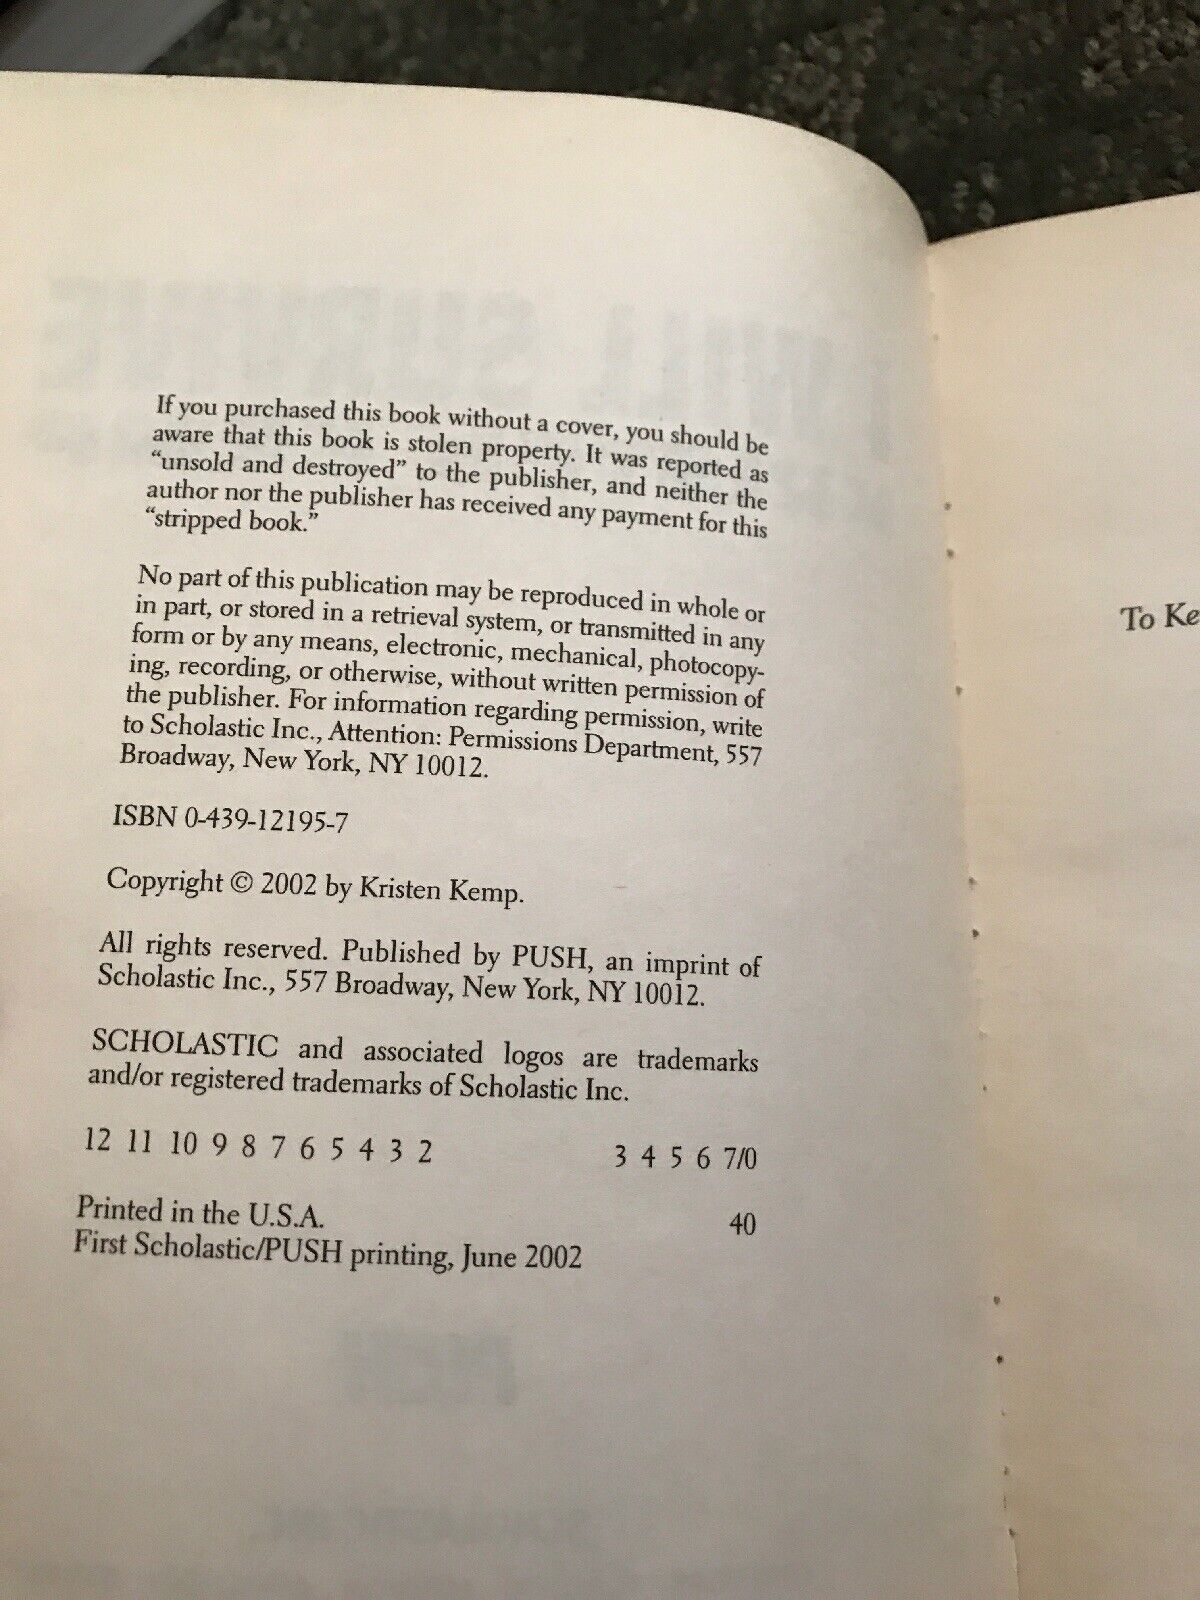 If you purchased this book without a cover, you should be
aware that this book is stolen property. It was reported as
“unsold and destroyed” to the publisher, and neither the
author nor the publisher has received any payment for this
“stripped book.”
No part of this publication may be reproduced in whole or
in part, or stored in a retrieval system, or transmitted in any
form or by any means, electronic, mechanical, photocopy-
ing, recording, or otherwise, without written permission of
the publisher. For information regarding permission, write
to Scholastic Inc., Attention: Permissions Department, 557
Broadway, New York, NY 10012.
ISBN 0-439-12195-7
Copyright © 2002 by Kristen Kemp.
All rights reserved. Published by PUSH, an imprint of
Scholastic Inc., 557 Broadway, New York, NY 10012.
SCHOLASTIC and associated logos are trademarks
and/or registered trademarks of Scholastic Inc.
12 11 10 9 8 7 6 5 4 3 2 3 4 5 6 7/0
Printed in the U.S.A. 40
First Scholastic/PUSH printing, June 2002
To Ke